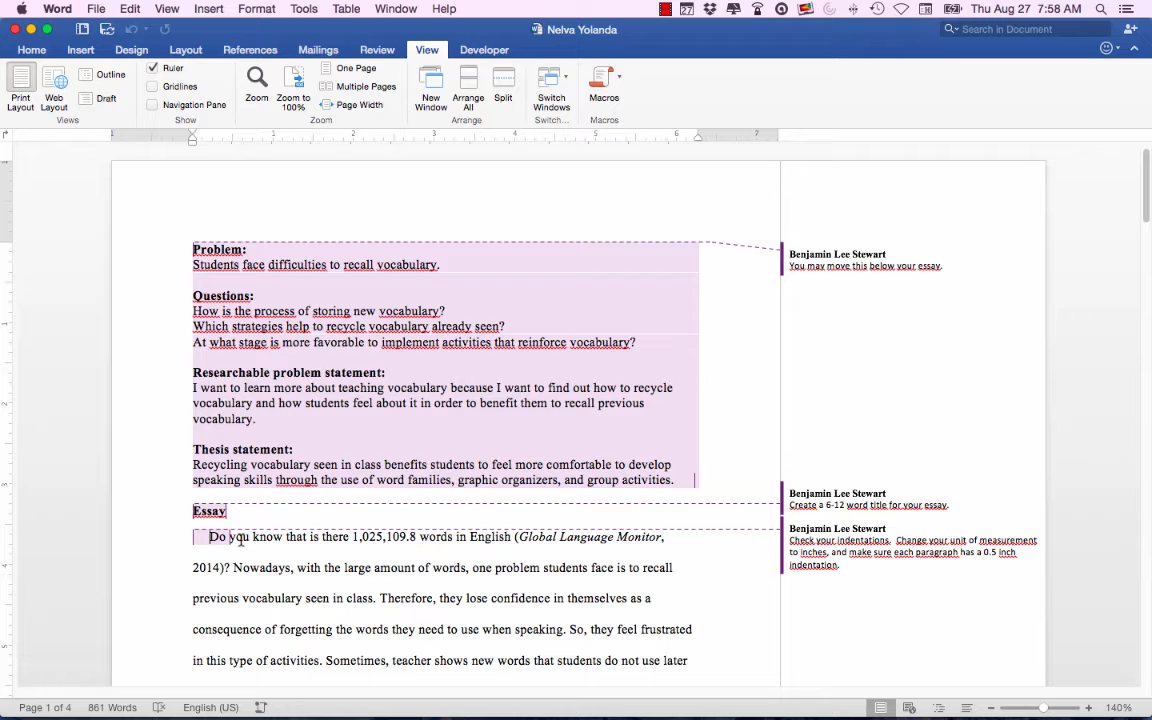 Word File Edit View Insert Format Tools Table Window Help Thu Aug 27 7:58 AM
Nelva Yolanda
Search in Document
Home Insert Design Layout References Mailings Review View Developer
Print Layout
Web Layout
Outline
Draft
Views
Ruler
Gridlines
Navigation Pane
Show
Zoom
Zoom to 100%
One Page
Multiple Pages
Page Width
Zoom
New Window
Arrange All
Split
Arrange
Switch Windows
Switch...
Macros
Macros
1 1 2 3 4 5 6 7
Problem:
Students face difficulties to recall vocabulary.
Questions:
How is the process of storing new vocabulary?
Which strategies help to recycle vocabulary already seen?
At what stage is more favorable to implement activities that reinforce vocabulary?
Researchable problem statement:
I want to learn more about teaching vocabulary because I want to find out how to recycle
vocabulary and how students feel about it in order to benefit them to recall previous
vocabulary.
Thesis statement:
Recycling vocabulary seen in class benefits students to feel more comfortable to develop
speaking skills through the use of word families, graphic organizers, and group activities.
Essay
Do you know that is there 1,025,109.8 words in English (Global Language Monitor,
2014)? Nowadays, with the large amount of words, one problem students face is to recall
previous vocabulary seen in class. Therefore, they lose confidence in themselves as a
consequence of forgetting the words they need to use when speaking. So, they feel frustrated
in this type of activities. Sometimes, teacher shows new words that students do not use later
Benjamin Lee Stewart
You may move this below your essay.
Benjamin Lee Stewart
Create a 6-12 word title for your essay.
Benjamin Lee Stewart
Check your indentations. Change your unit of measurement
to inches, and make sure each paragraph has a 0.5 inch
indentation.
Page 1 of 4 861 Words English (US) 140%